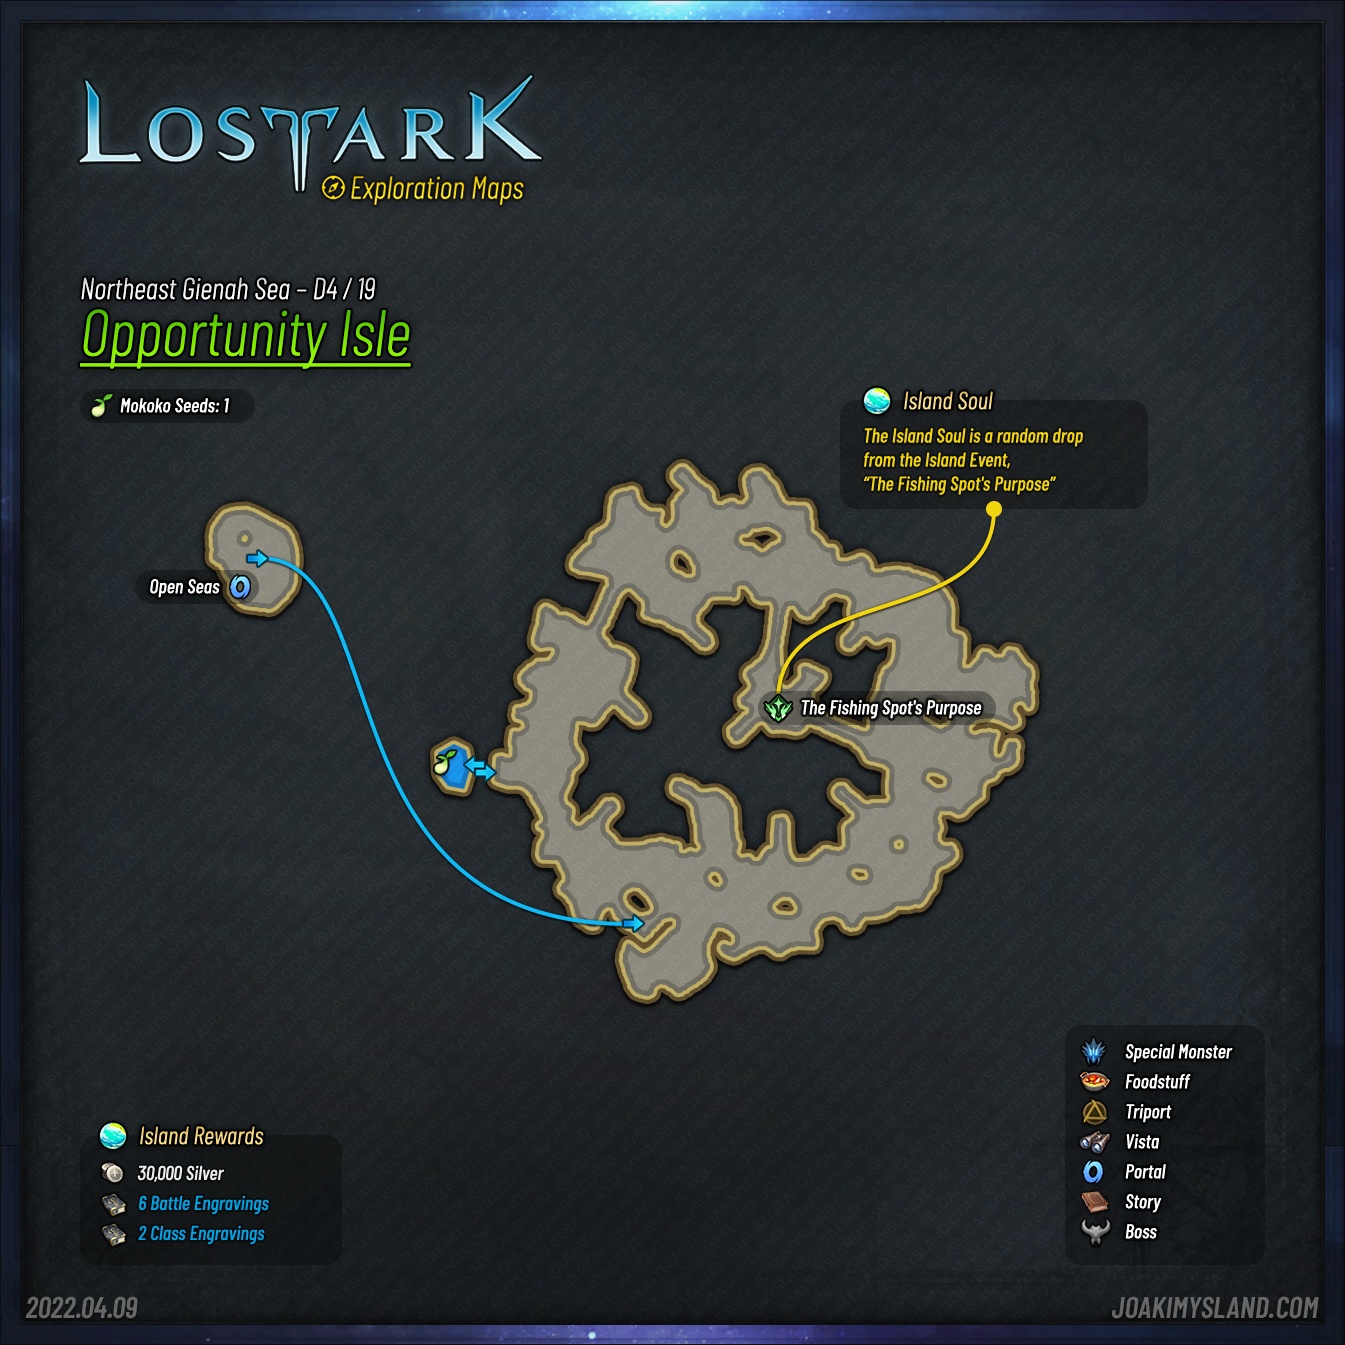 LOSTARK
Exploration Maps
Northeast Gienah Sea – D4 / 19
Opportunity Isle
Mokoko Seeds: 1
Island Soul
The Island Soul is a random drop
from the Island Event,
“The Fishing Spot's Purpose”
Open Seas
The Fishing Spot's Purpose
Special Monster
Foodstuff
Triport
Vista
Portal
Story
Boss
Island Rewards
30,000 Silver
6 Battle Engravings
2 Class Engravings
2022.04.09
JOAKIMYSLAND.COM